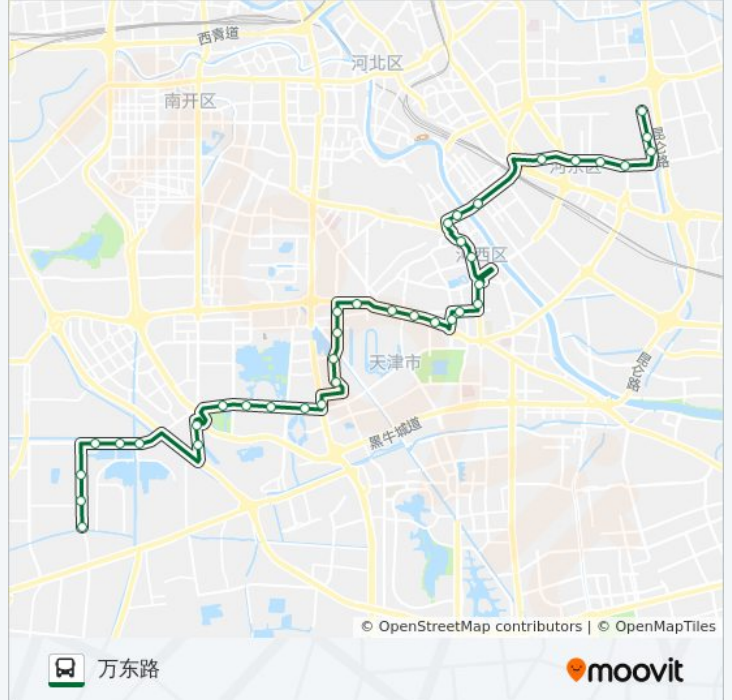 西青道
河北区
南开区
昆仑路
河东区
河西区
天津市
昆仑路
黑牛城道
© OpenStreetMap contributors | © OpenMapTiles
万东路
moovit